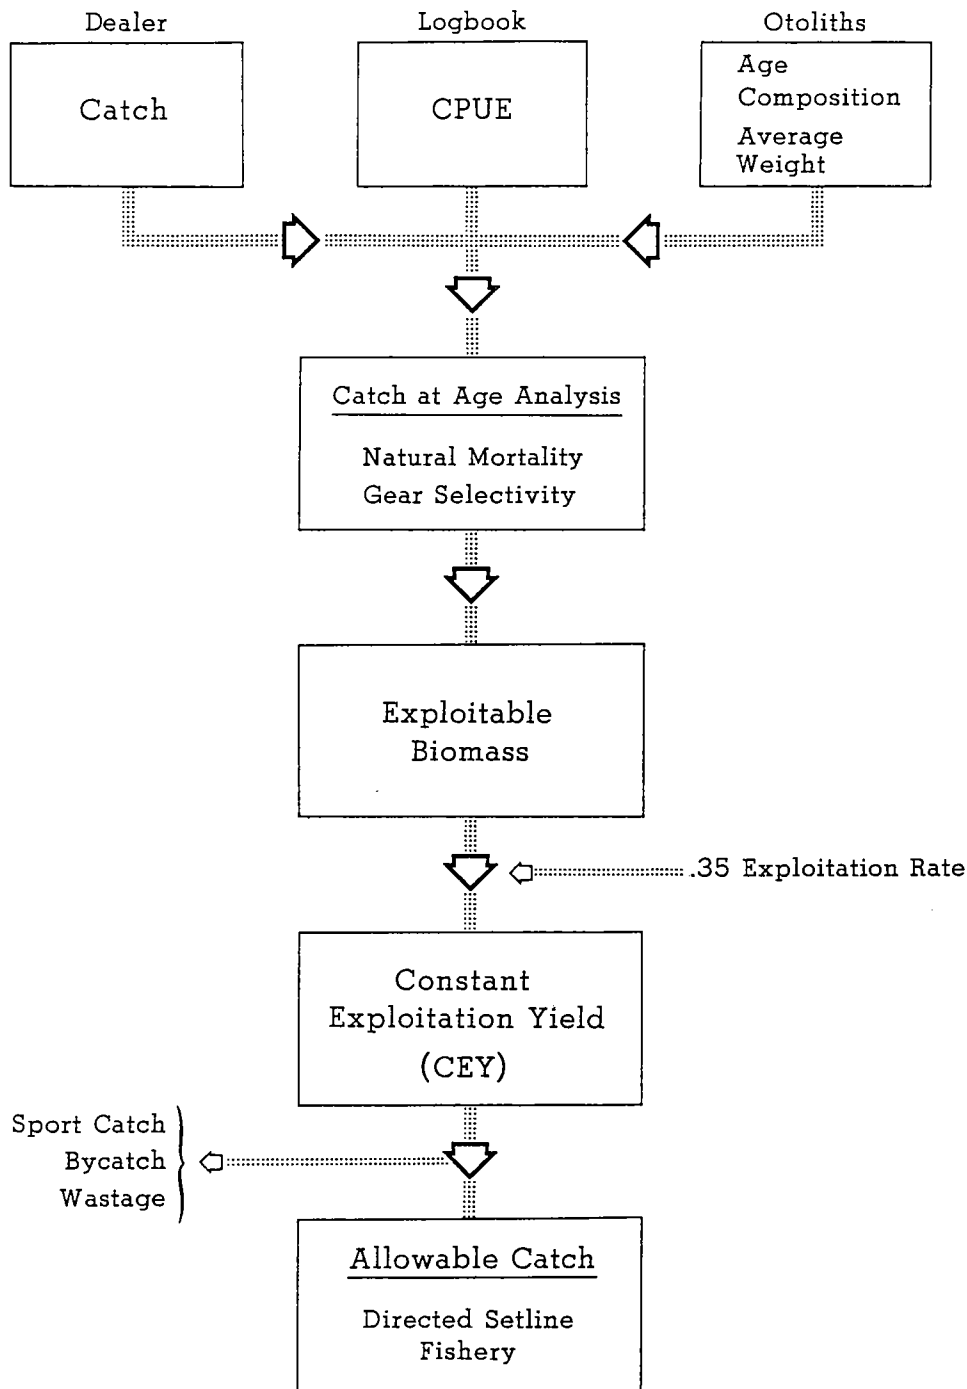 Dealer
Logbook
Otoliths
Catch
CPUE
Age
Composition
Average
Weight
Catch at Age Analysis
Natural Mortality
Gear Selectivity
Exploitable
Biomass
.35 Exploitation Rate
Constant
Exploitation Yield
(CEY)
Sport Catch
Bycatch
Wastage
Allowable Catch
Directed Setline
Fishery